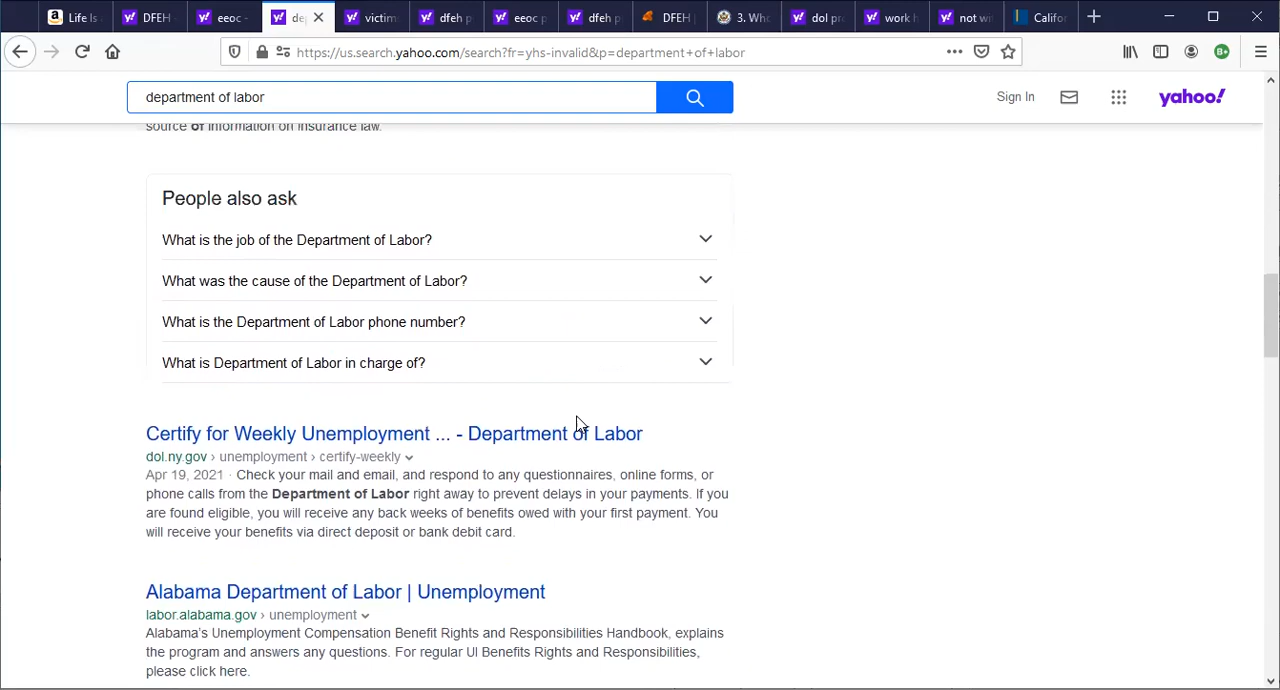 Life Is
DFEH
eeoc -
de
victim
dfeh p
eeoc p
dfeh p
DFEH
3. Who
dol pr
work h
not w
Califo
https://us.search.yahoo.com/search?fr=yhs-invalid&p=department+of+labor
department of labor
Sign In
yahoo!
source of information on insurance law.
People also ask
What is the job of the Department of Labor?
What was the cause of the Department of Labor?
What is the Department of Labor phone number?
What is Department of Labor in charge of?
Certify for Weekly Unemployment ... - Department of Labor
dol.ny.gov › unemployment › certify-weekly
Apr 19, 2021 · Check your mail and email, and respond to any questionnaires, online forms, or
phone calls from the Department of Labor right away to prevent delays in your payments. If you
are found eligible, you will receive any back weeks of benefits owed with your first payment. You
will receive your benefits via direct deposit or bank debit card.
Alabama Department of Labor | Unemployment
labor.alabama.gov › unemployment
Alabama's Unemployment Compensation Benefit Rights and Responsibilities Handbook, explains
the program and answers any questions. For regular UI Benefits Rights and Responsibilities,
please click here.